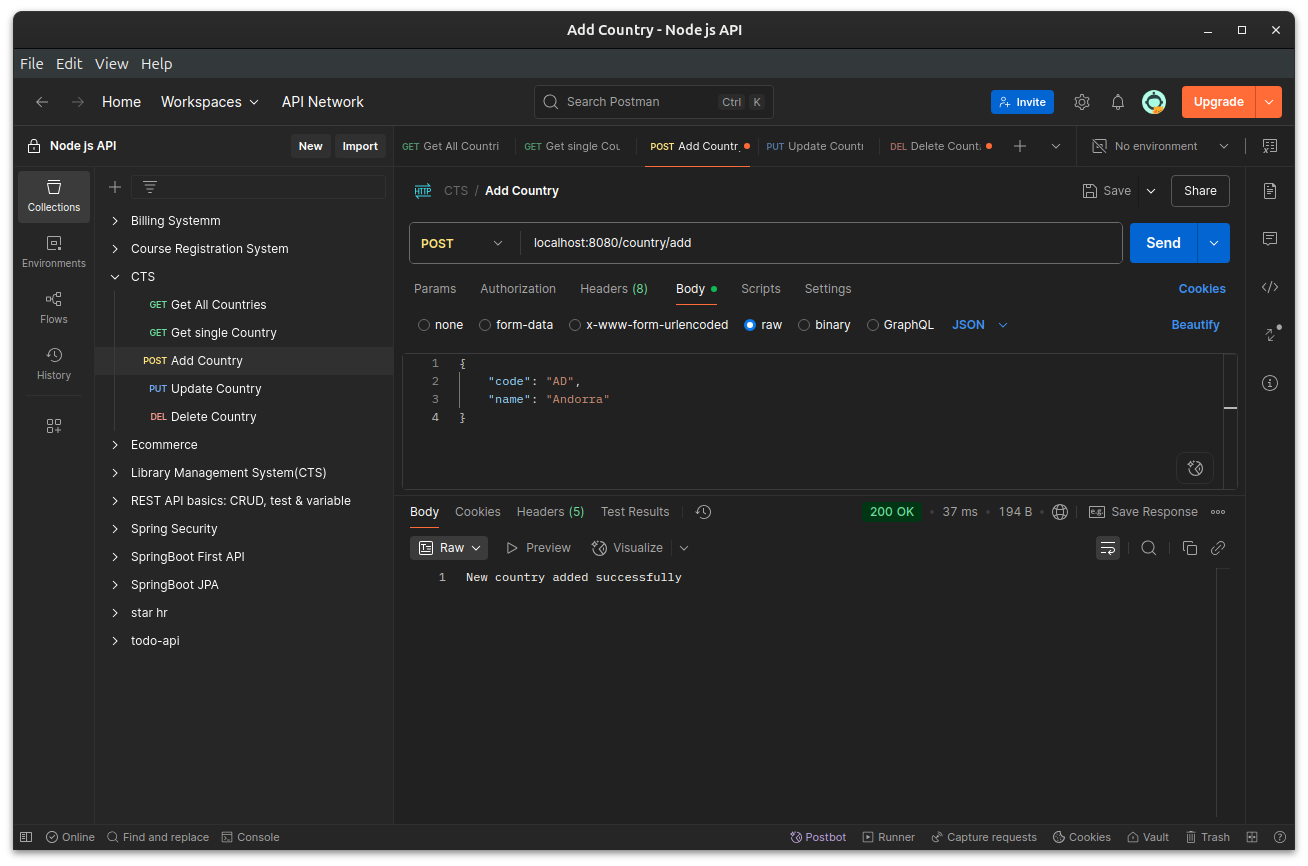 Add Country - Node js API
File Edit View Help
Home Workspaces API Network Search Postman Ctrl K Invite Upgrade
Node js API New Import GET Get All Countri GET Get single Cou POST Add Countr PUT Update Countr DEL Delete Count No environment
Collections
Environments
Flows
History
Billing Systemm
Course Registration System
CTS
GET Get All Countries
GET Get single Country
POST Add Country
PUT Update Country
DEL Delete Country
Ecommerce
Library Management System(CTS)
REST API basics: CRUD, test & variable
Spring Security
SpringBoot First API
SpringBoot JPA
star hr
todo-api
HTTP CTS / Add Country Save Share
POST localhost:8080/country/add Send
Params Authorization Headers (8) Body Scripts Settings Cookies
none form-data x-www-form-urlencoded raw binary GraphQL JSON Beautify
1 {
2 "code": "AD",
3 "name": "Andorra"
4 }
Body Cookies Headers (5) Test Results 200 OK • 37 ms • 194 B • e.g. Save Response
Raw Preview Visualize
1 New country added successfully
Online Find and replace Console Postbot Runner Capture requests Cookies Vault Trash